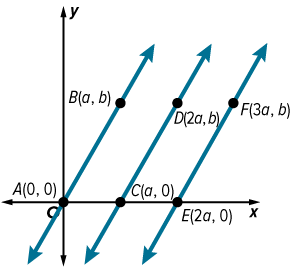 y
B(a, b)
D(2a, b)
F(3a, b)
A(0, 0)
C(a, 0)
O
E(2a, 0)
x